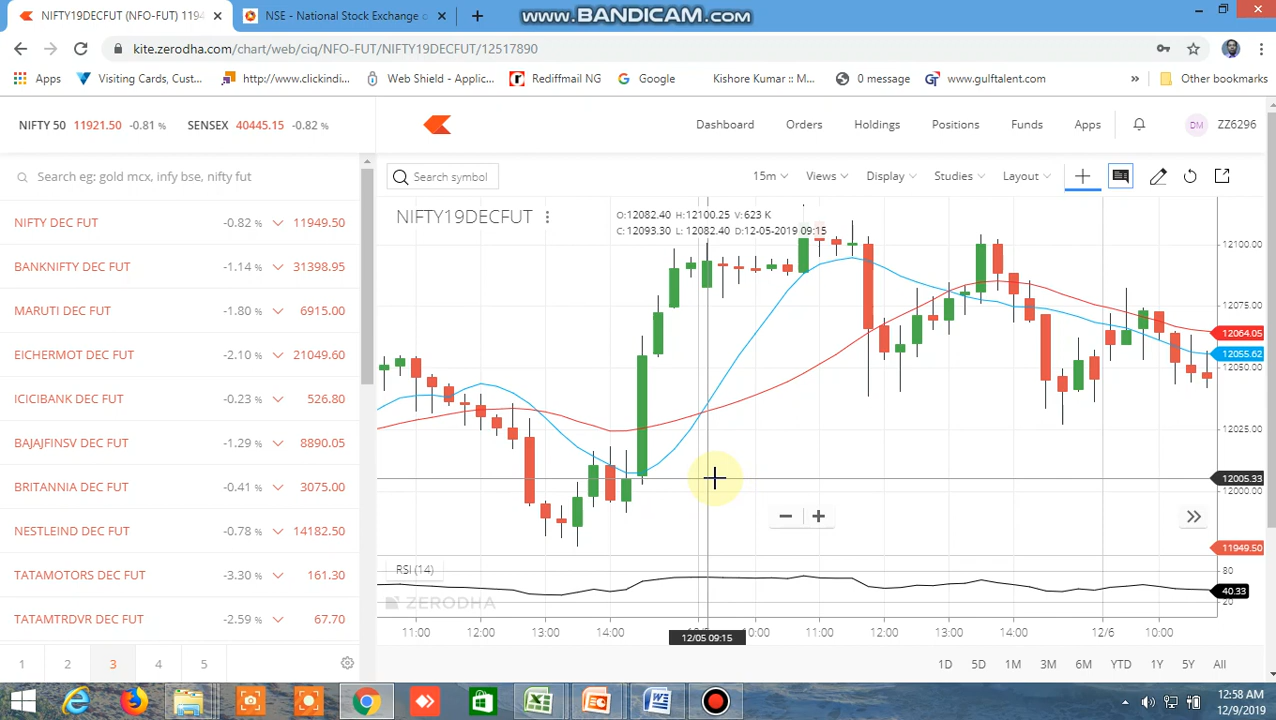 NIFTY19DECFUT (NFO-FUT) 1194
NSE - National Stock Exchange o
www.BANDICAM.com
kite.zerodha.com/chart/web/ciq/NFO-FUT/NIFTY19DECFUT/12517890
Apps
Visiting Cards, Cust...
http://www.clickindi...
Web Shield - Applic...
Rediffmail NG
Google
Kishore Kumar :: M...
0 message
www.gulftalent.com
»
Other bookmarks
NIFTY 50 11921.50 -0.81 %
SENSEX 40445.15 -0.82 %
Dashboard
Orders
Holdings
Positions
Funds
Apps
DM
ZZ6296
Search eg: gold mcx, infy bse, nifty fut
Search symbol
15m
Views
Display
Studies
Layout
NIFTY DEC FUT -0.82 % 11949.50
BANKNIFTY DEC FUT -1.14 % 31398.95
MARUTI DEC FUT -1.80 % 6915.00
EICHERMOT DEC FUT -2.10 % 21049.60
ICICIBANK DEC FUT -0.23 % 526.80
BAJAJFINSV DEC FUT -1.29 % 8890.05
BRITANNIA DEC FUT -0.41 % 3075.00
NESTLEIND DEC FUT -0.78 % 14182.50
TATAMOTORS DEC FUT -3.30 % 161.30
TATAMTRDVR DEC FUT -2.59 % 67.70
1 2 3 4 5
NIFTY19DECFUT
O:12082.40 H:12100.25 V:623 K
C:12093.30 L: 12082.40 D:12-05-2019 09:15
12100.00
12075.00
12064.05
12055.62
12050.00
12025.00
12005.33
12000.00
11949.50
RSI (14)
80
40.33
20
ZERODHA
11:00 12:00 13:00 14:00 10:00 11:00 12:00 13:00 14:00 12/6 10:00
12/05 09:15
1D 5D 1M 3M 6M YTD 1Y 5Y All
12:58 AM
12/9/2019